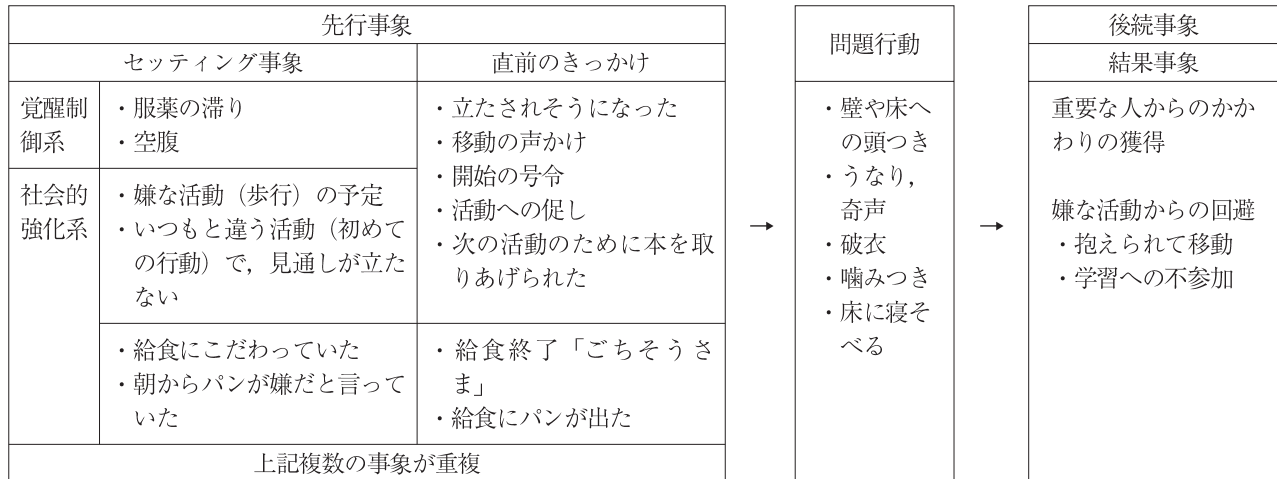 先行事象
セッティング事象
直前のきっかけ
覚醒制
御系
・服薬の滞り
・空腹
社会的
強化系
・嫌な活動（歩行）の予定
・いつもと違う活動（初めて
の行動）で，見通しが立た
ない
・立たされそうになった
・移動の声かけ
・開始の号令
・活動への促し
・次の活動のために本を取
りあげられた
・給食にこだわっていた
・朝からパンが嫌だと言って
いた
・給食終了「ごちそうさ
ま」
・給食にパンが出た
上記複数の事象が重複
→
問題行動
・壁や床へ
の頭つき
・うなり，
奇声
・破衣
・噛みつき
・床に寝そ
べる
→
後続事象
結果事象
重要な人からのかか
わりの獲得
嫌な活動からの回避
・抱えられて移動
・学習への不参加